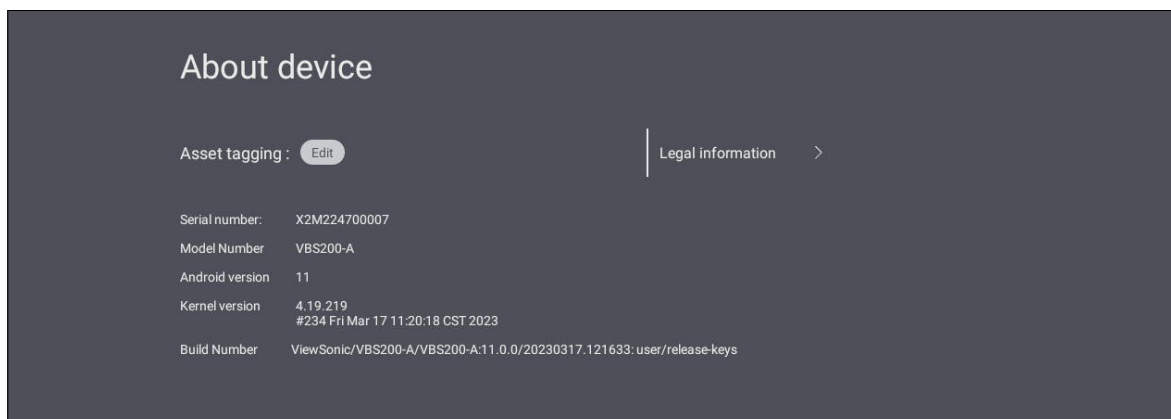 About device
Asset tagging : Edit
Legal information
Serial number: X2M224700007
Model Number VBS200-A
Android version 11
Kernel version 4.19.219
#234 Fri Mar 17 11:20:18 CST 2023
Build Number ViewSonic/VBS200-A/VBS200-A:11.0.0/20230317.121633: user/release-keys